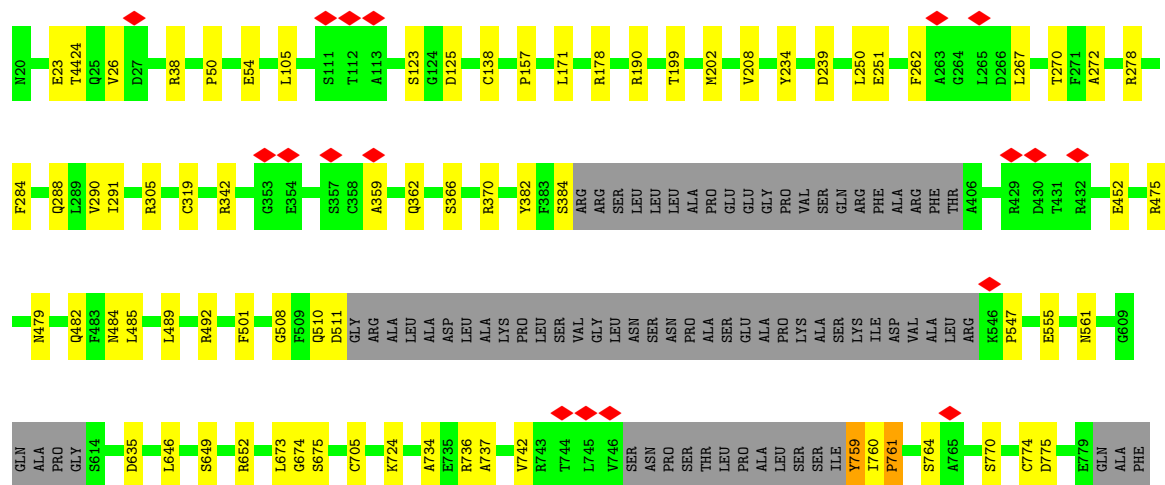 N20 E23 T4424 Q25 V26 D27 R38 P50 E54 L105 S111 T112 A113 S123 G124 D125 C138 P157 L171 R178 R190 T199 M202 V208 Y234 D239 L250 E251 F262 A263 G264 L265 D266 L267 T270 F271 A272 R278
F284 Q288 L289 V290 I291 R305 C319 R342 G353 E354 S357 C358 A359 Q362 S366 R370 Y382 F383 S384 ARG ARG SER LEU LEU LEU ALA PRO GLU GLU GLY PRO VAL SER GLN ARG PHE ALA ARG PHE THR A406 R429 D430 T431 R432 E452 R475
N479 Q482 F483 N484 L485 L489 R492 F501 G508 F509 Q510 D511 GLY ARG ALA LEU ALA ASP LEU ALA LYS PRO LEU SER VAL GLY LEU ASN SER ASN PRO ALA SER GLU ALA PRO LYS ALA SER LYS ILE ASP VAL ALA LEU ARG K546 P547 E555 N561 G609
GLN ALA PRO GLY S614 D635 L646 S649 R652 L673 G674 S675 C705 K724 A734 E735 R736 A737 V742 R743 T744 L745 V746 SER ASN PRO SER THR LEU PRO ALA LEU SER SER ILE Y759 I760 P761 S764 A765 S770 C774 D775 E779 GLN ALA PHE